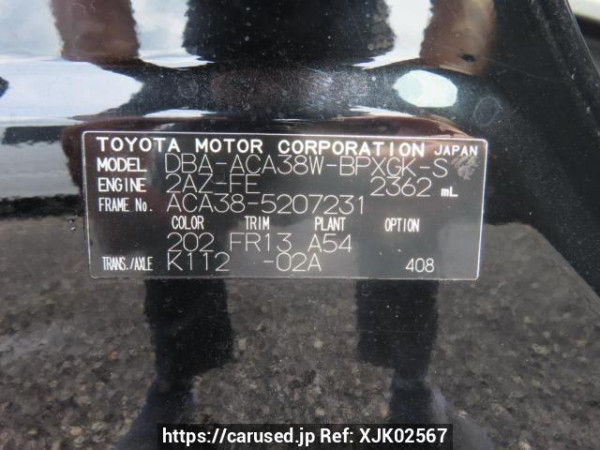 TOYOTA MOTOR CORPORATION JAPAN
MODEL DBA-ACA38W-BPXGK-S
ENGINE 2AZ-FE 2362 mL
FRAME No. ACA38-5207231
COLOR TRIM PLANT OPTION
202 FR13 A54
TRANS./AXLE K112 -02A 408
https://carused.jp Ref: XJK02567